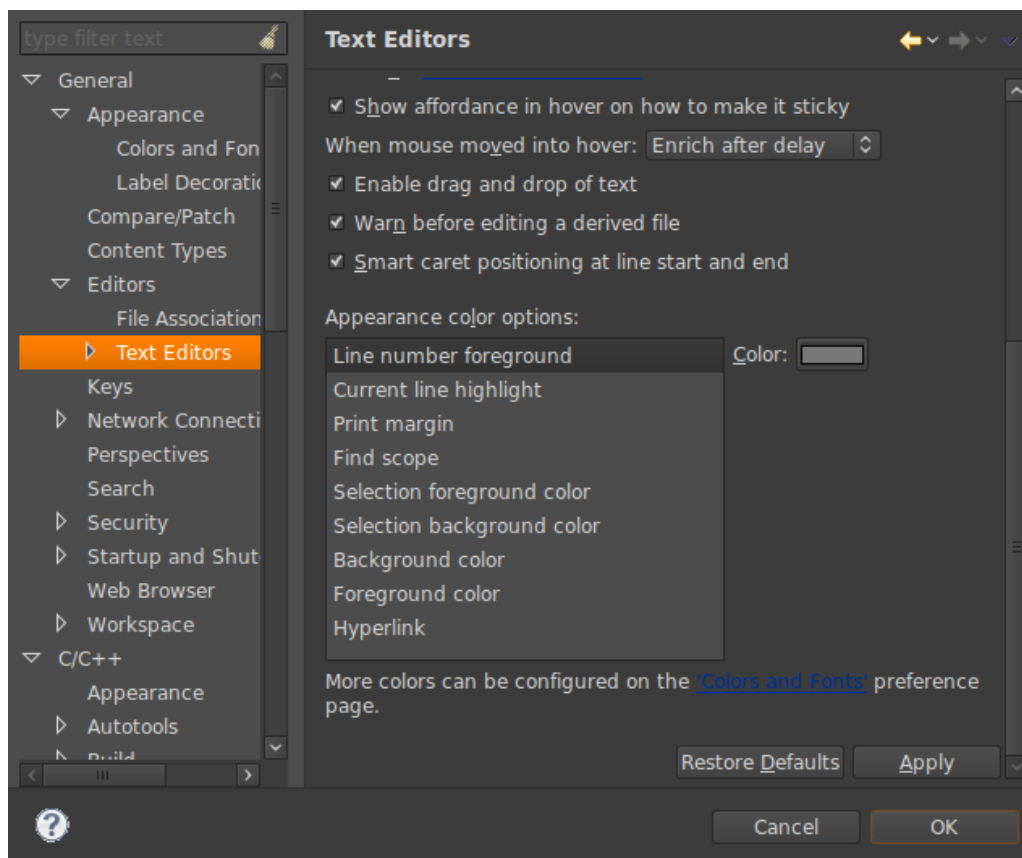 type filter text
General
Appearance
Colors and Fon
Label Decoratic
Compare/Patch
Content Types
Editors
File Association
Text Editors
Keys
Network Connecti
Perspectives
Search
Security
Startup and Shut
Web Browser
Workspace
C/C++
Appearance
Autotools
Build
Text Editors
Show affordance in hover on how to make it sticky
When mouse moved into hover: Enrich after delay
Enable drag and drop of text
Warn before editing a derived file
Smart caret positioning at line start and end
Appearance color options:
Line number foreground
Current line highlight
Print margin
Find scope
Selection foreground color
Selection background color
Background color
Foreground color
Hyperlink
Color:
More colors can be configured on the 'Colors and Fonts' preference
page.
Restore Defaults
Apply
Cancel
OK